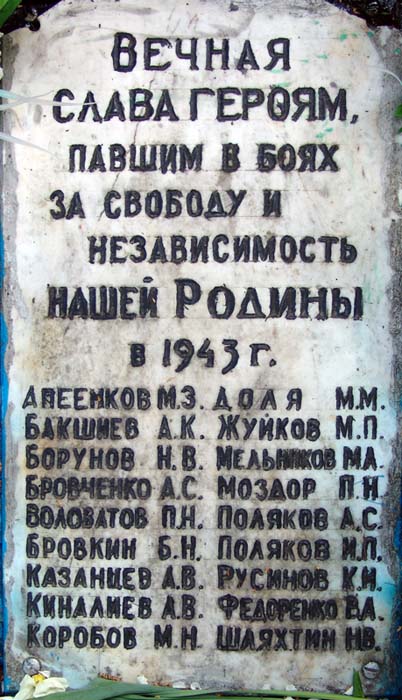 Вечная
слава героям,
павшим в боях
за свободу и
независимость
нашей Родины
в 1943 г.
Апеенков М.З. Доля М.М.
Бакшиев А.К. Жуйков М.П.
Борунов Н.В. Мельников М.А.
Бровченко А.С. Моздор П.Н
Воловатов П.Н. Поляков А.С.
Бровкин Б.Н. Поляков И.П.
Казанцев А.В. Русинов К.И.
Киналиев А.В. Федоренко В.А.
Коробов М.Н. Шаяхтин Н.В.